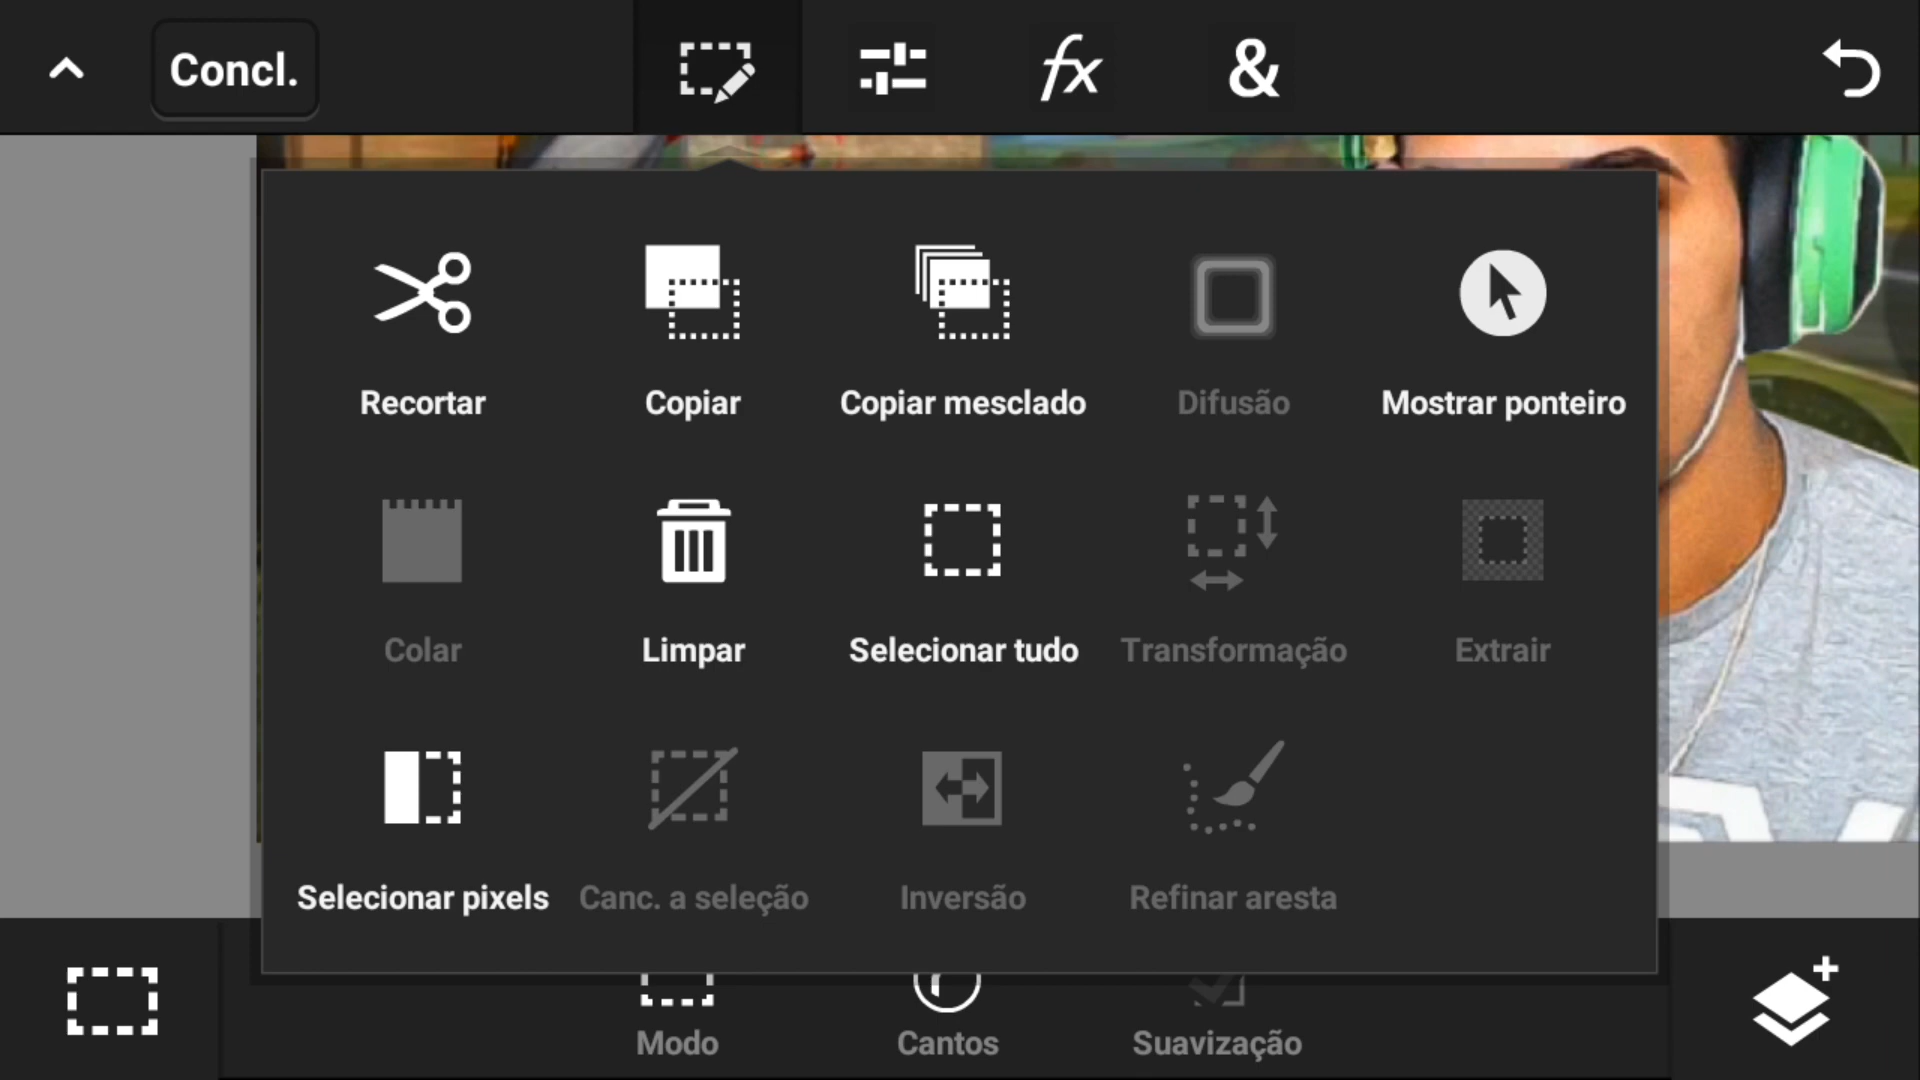 Concl.
fx
&
Recortar
Copiar
Copiar mesclado
Difusão
Mostrar ponteiro
Colar
Limpar
Selecionar tudo
Transformação
Extrair
Selecionar pixels
Canc. a seleção
Inversão
Refinar aresta
Modo
Cantos
Suavização